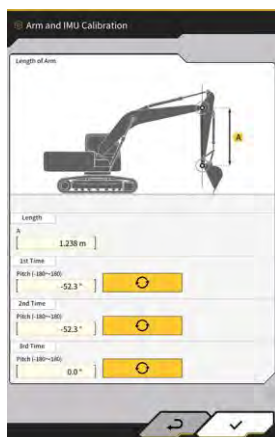 Arm and IMU Calibration
Length of Arm
A
Length
A
1.238 m
1st Time
Pitch (-180~180)
-52.3 °
2nd Time
Pitch (-180~180)
-52.3 °
3rd Time
Pitch (-180~180)
0.0 °